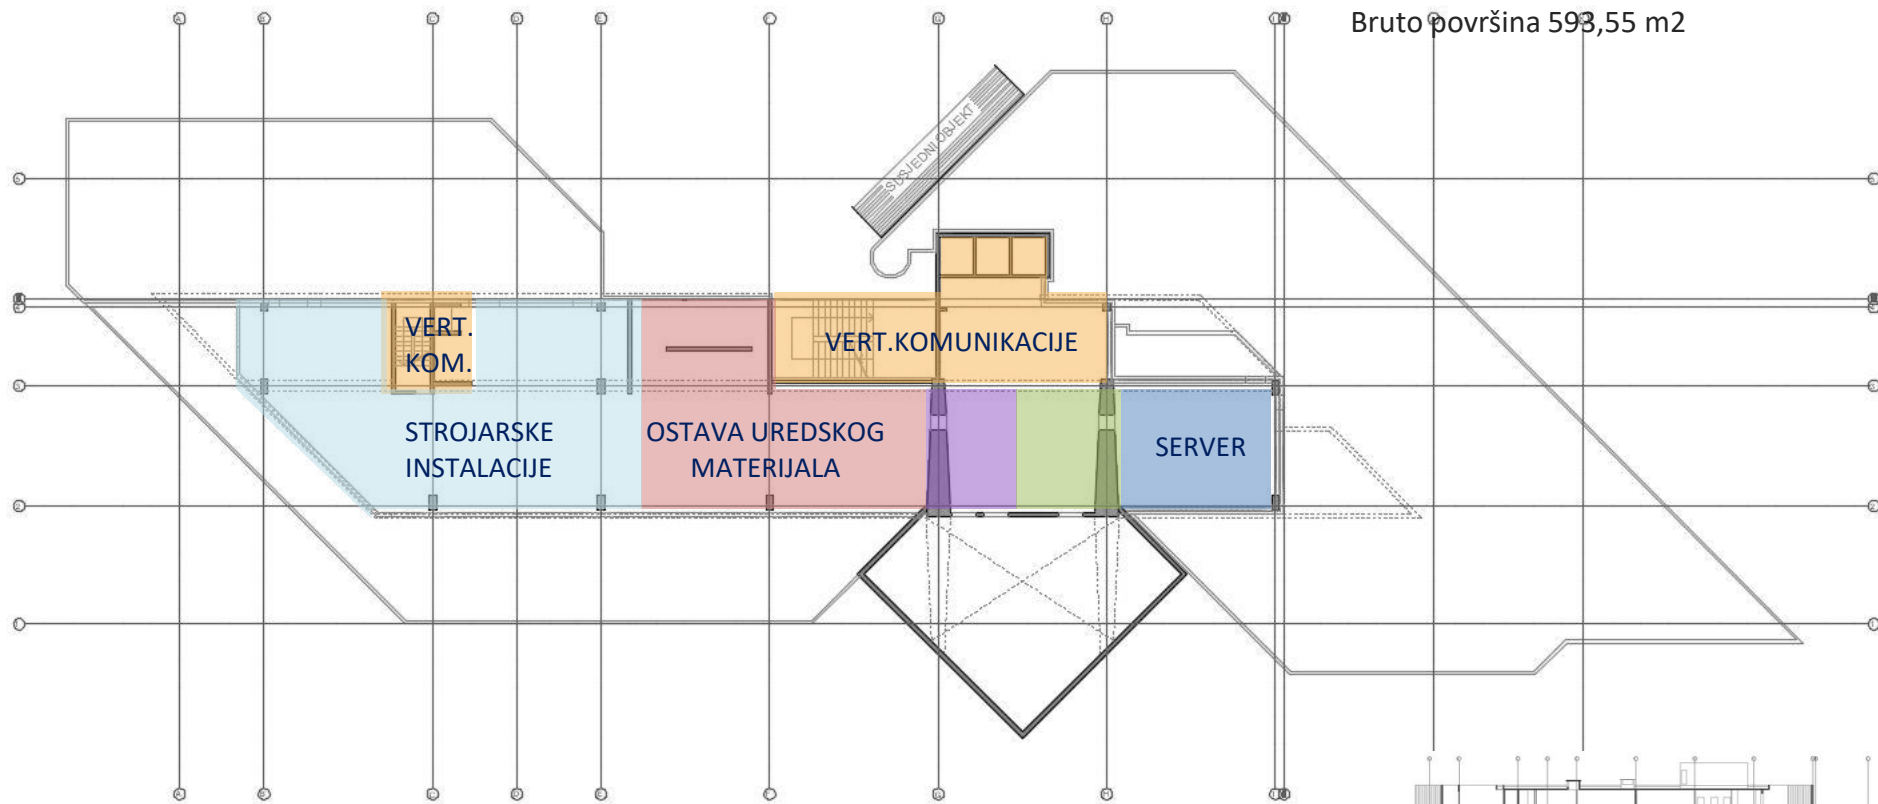 Bruto površina 593,55 m2
A B C D E F G H
SUSJEDNI OBJEKT
VERT.
KOM.
VERT.KOMUNIKACIJE
STROJARSKE
INSTALACIJE
OSTAVA UREDSKOG
MATERIJALA
SERVER